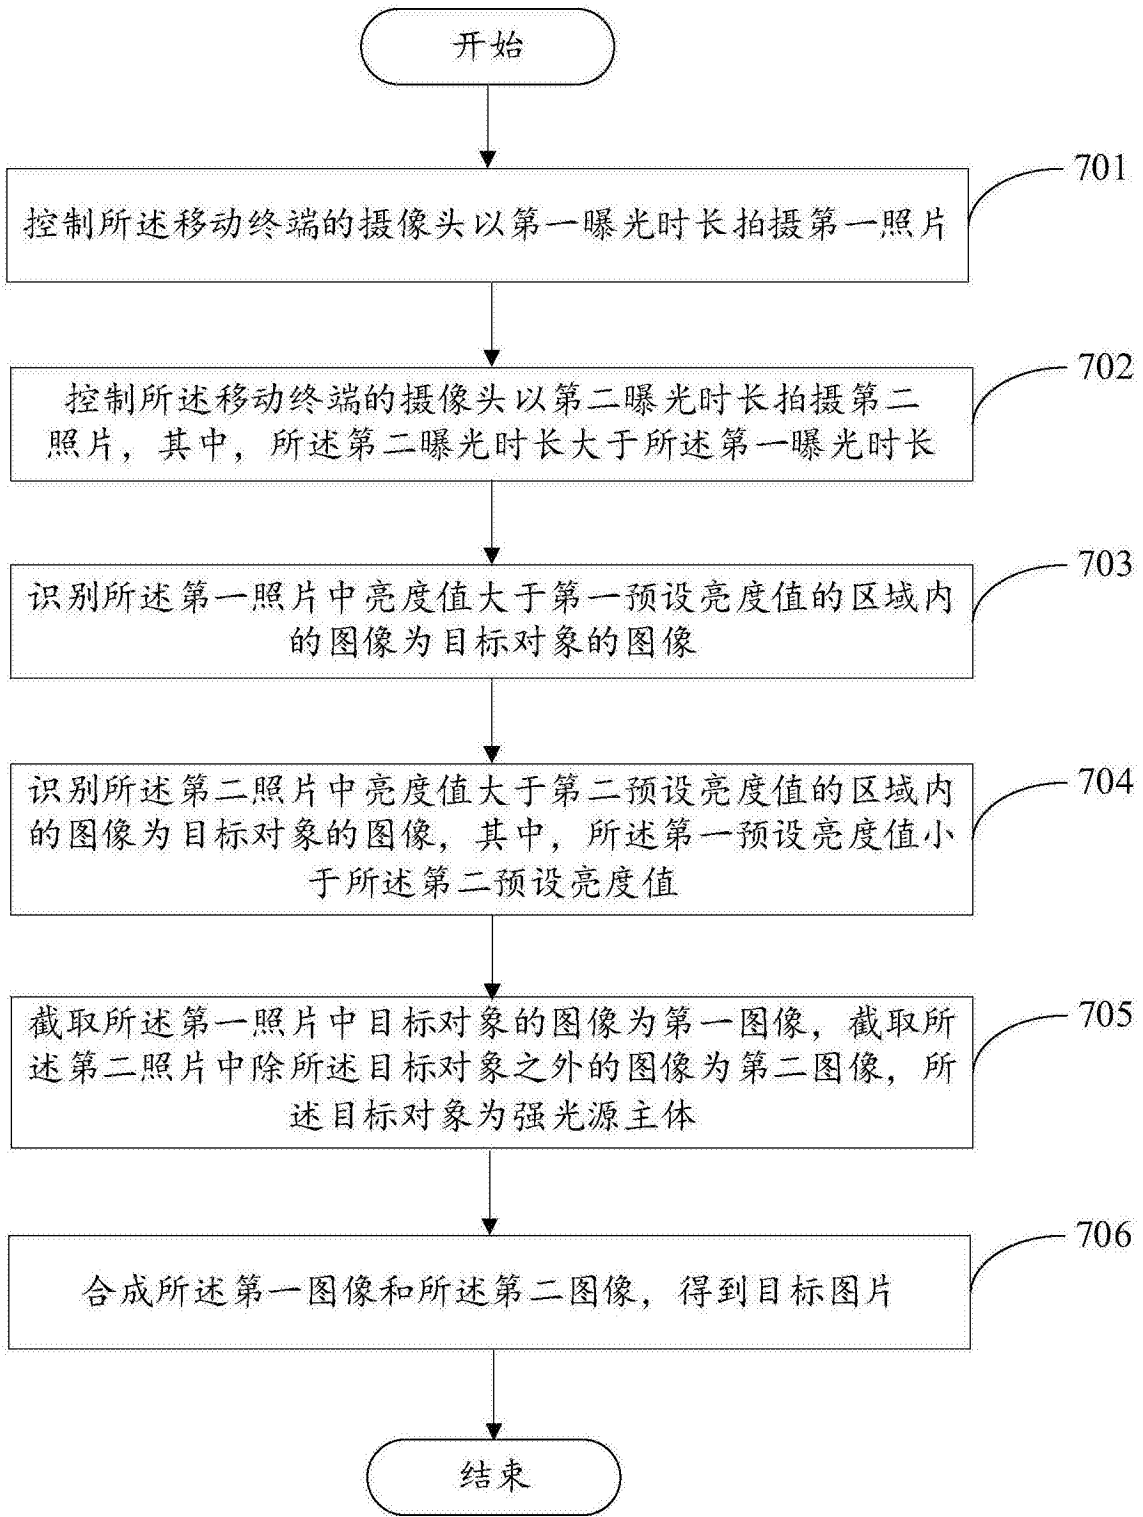 开始
701
控制所述移动终端的摄像头以第一曝光时长拍摄第一照片
702
控制所述移动终端的摄像头以第二曝光时长拍摄第二
照片，其中，所述第二曝光时长大于所述第一曝光时长
703
识别所述第一照片中亮度值大于第一预设亮度值的区域内
的图像为目标对象的图像
704
识别所述第二照片中亮度值大于第二预设亮度值的区域内
的图像为目标对象的图像，其中，所述第一预设亮度值小
于所述第二预设亮度值
705
截取所述第一照片中目标对象的图像为第一图像，截取所
述第二照片中除所述目标对象之外的图像为第二图像，所
述目标对象为强光源主体
706
合成所述第一图像和所述第二图像，得到目标图片
结束